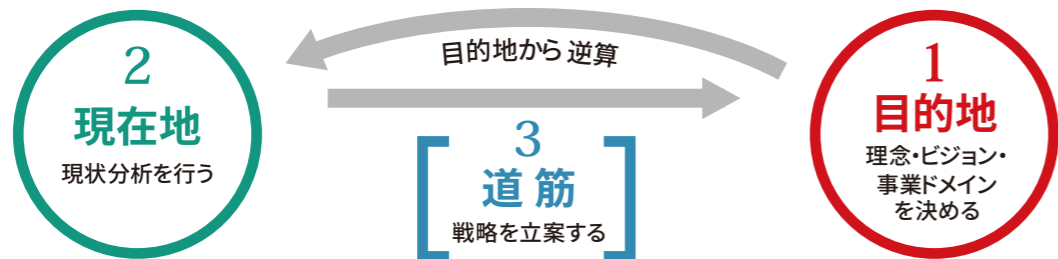 2
現在地
現状分析を行う
目的地から逆算
3
道筋
戦略を立案する
1
目的地
理念・ビジョン・
事業ドメイン
を決める